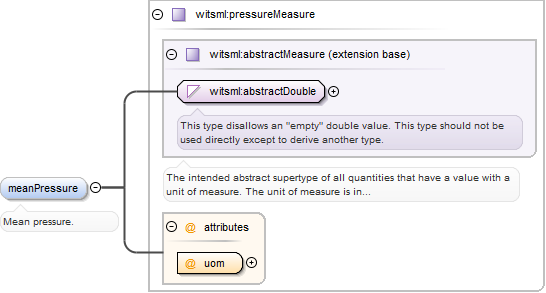 witsml:pressureMeasure
witsml:abstractMeasure (extension base)
witsml:abstractDouble
This type disallows an "empty" double value. This type should not be
used directly except to derive another type.
The intended abstract supertype of all quantities that have a value with a
unit of measure. The unit of measure is in...
meanPressure
Mean pressure.
@ attributes
@ uom